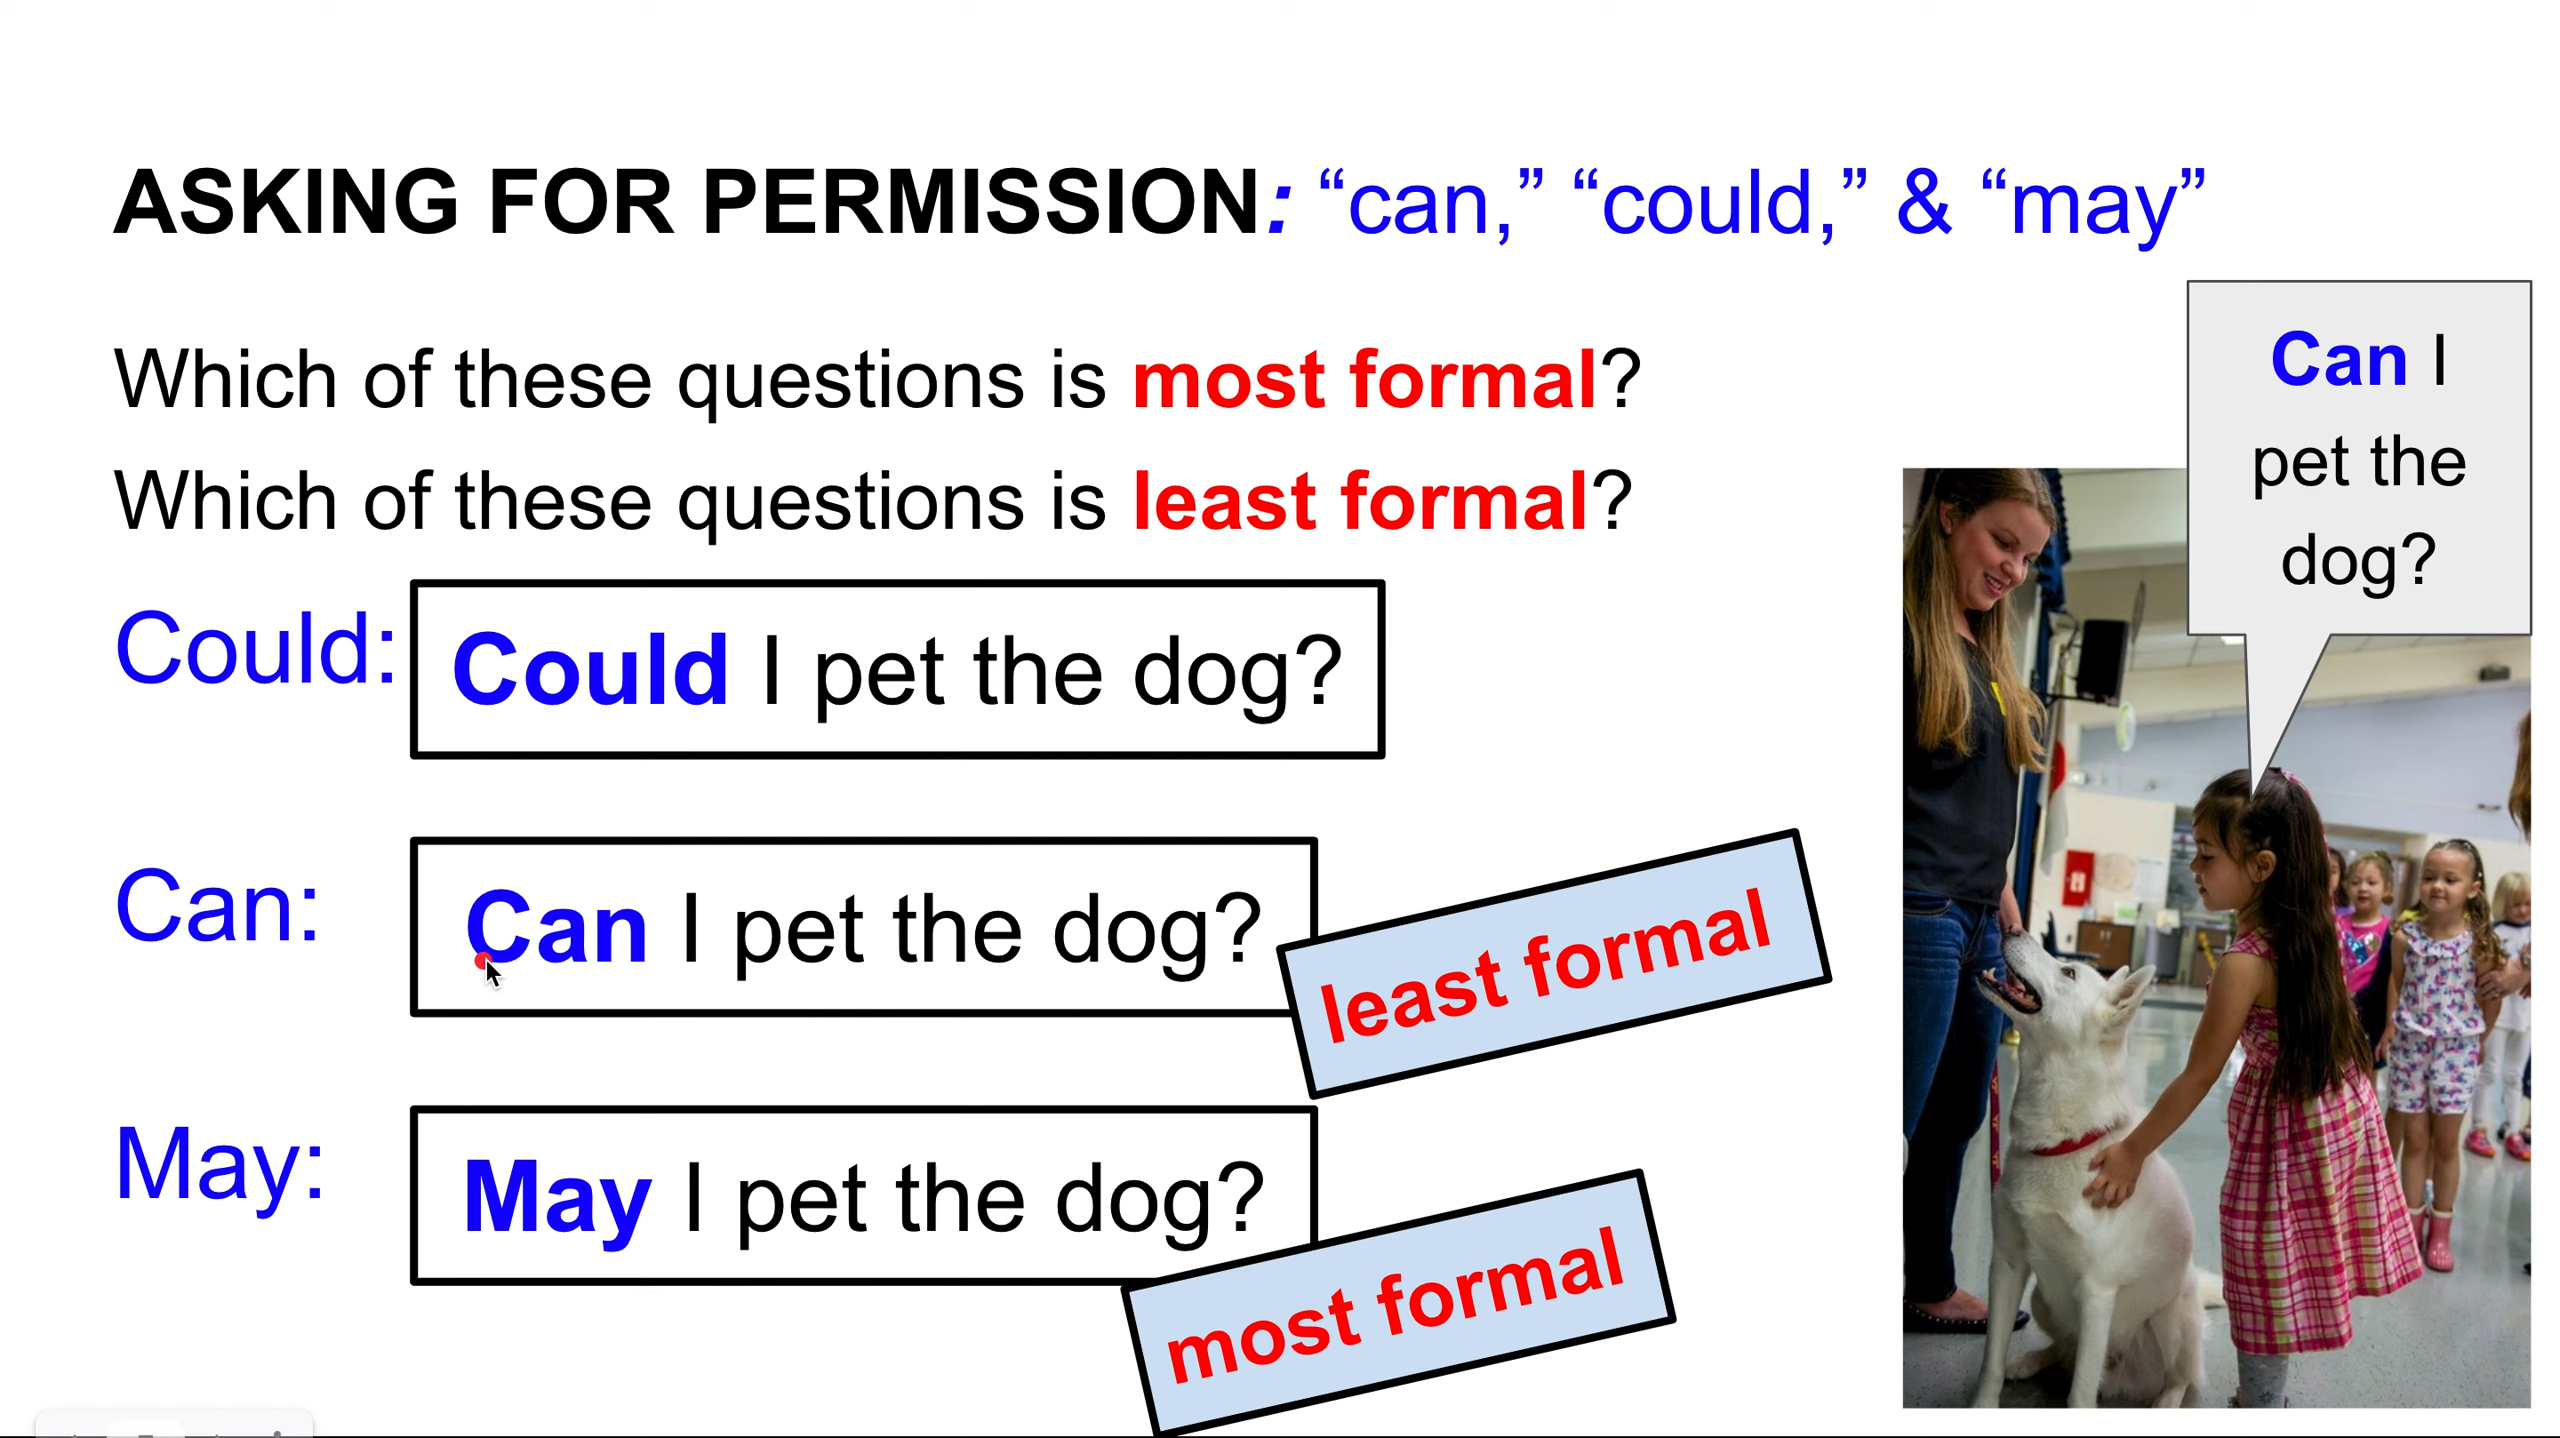 ASKING FOR PERMISSION: “can,” “could,” & “may”
Which of these questions is most formal?
Which of these questions is least formal?
Can I
pet the
dog?
Could:
Could I pet the dog?
Can:
Can I pet the dog?
least formal
May:
May I pet the dog?
most formal